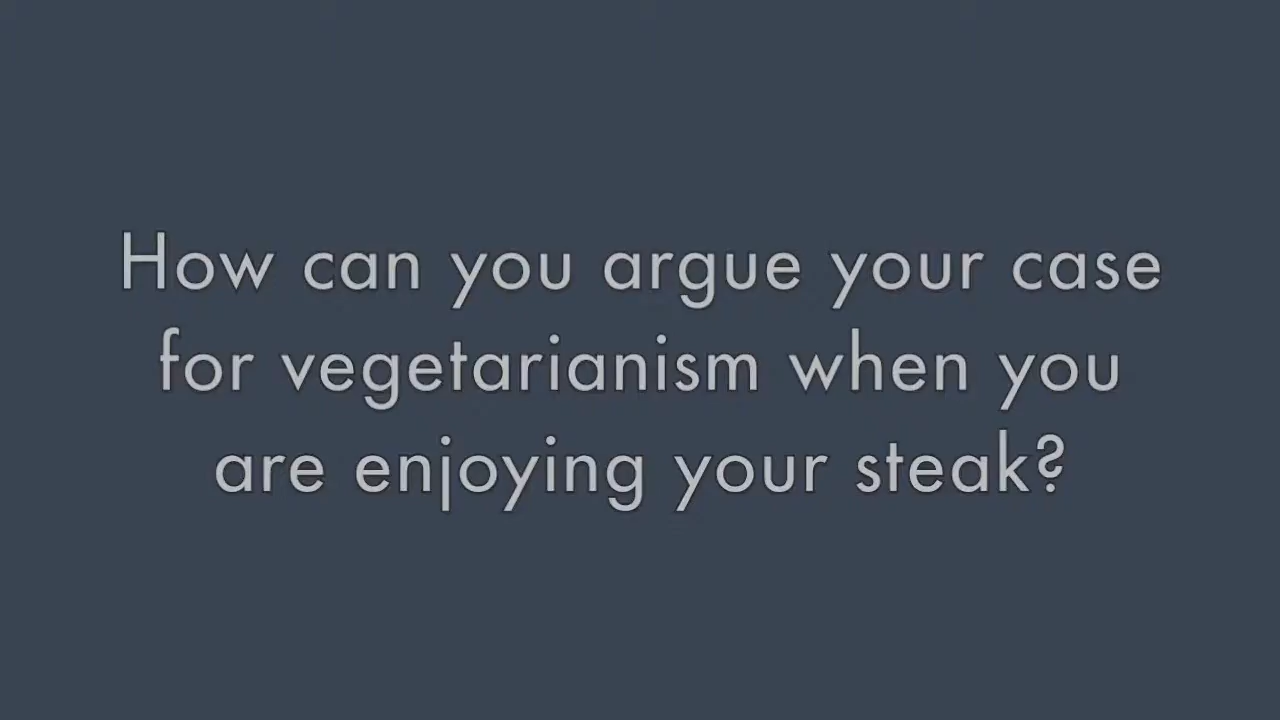 How can you argue your case
for vegetarianism when you
are enjoying your steak?